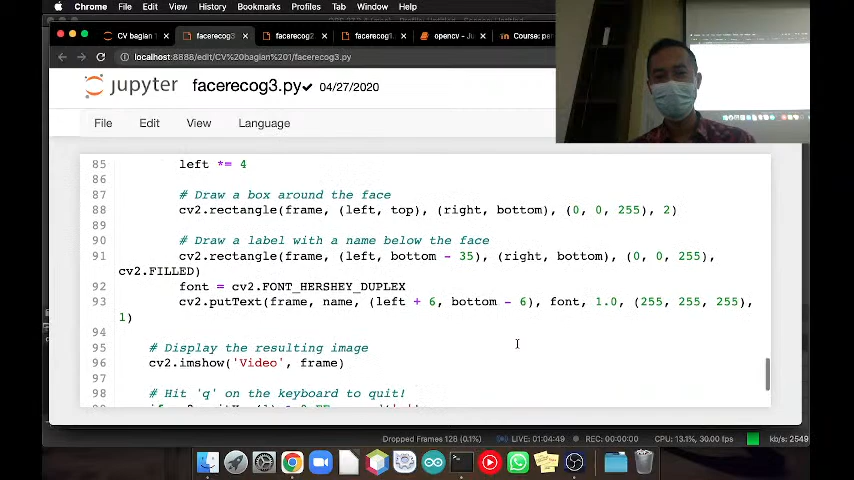 Chrome File Edit View History Bookmarks Profiles Tab Window Help
CV bagian
facerecog3.py
facerecog2
facerecog1.
opencv - Ju
Course: per
localhost:8888/edit/CV%20bagian%201/facerecog3.py
jupyter facerecog3.py 04/27/2020
File Edit View Language
85 left *= 4
86
87 # Draw a box around the face
88 cv2.rectangle(frame, (left, top), (right, bottom), (0, 0, 255), 2)
89
90 # Draw a label with a name below the face
91 cv2.rectangle(frame, (left, bottom - 35), (right, bottom), (0, 0, 255),
cv2.FILLED)
92 font = cv2.FONT_HERSHEY_DUPLEX
93 cv2.putText(frame, name, (left + 6, bottom - 6), font, 1.0, (255, 255, 255),
1)
94
95 # Display the resulting image
96 cv2.imshow('Video', frame)
97
98 # Hit 'q' on the keyboard to quit!
Dropped Frames 128 (0.1%) LIVE: 01:04:49 REC: 00:00:00 CPU: 13.1%, 30.00 fps kb/s: 2549